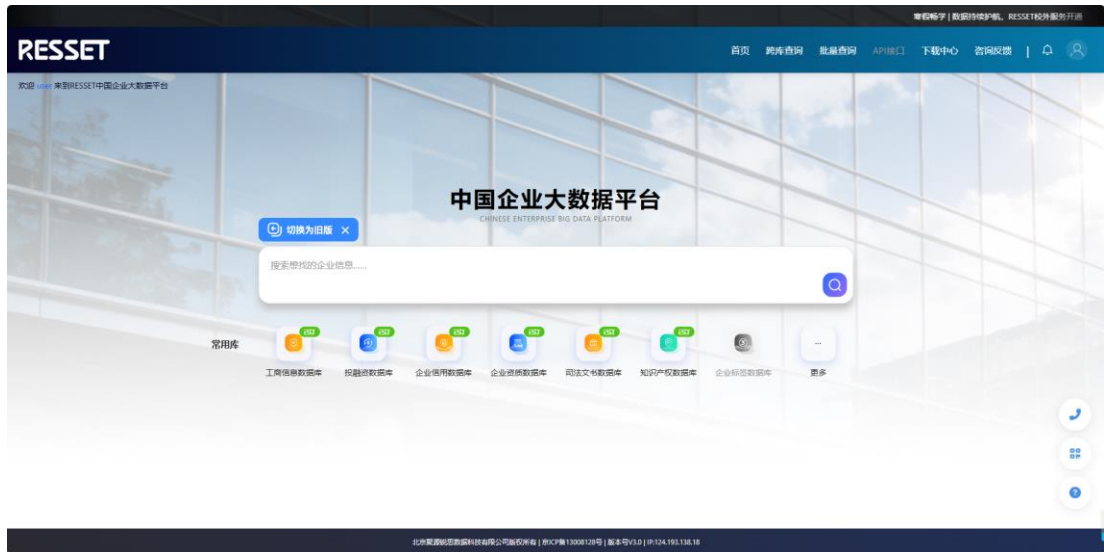 寒假畅学 | 数据持续护航，RESSET校外服务开通
RESSET
首页 跨库查询 批量查询 API接口 下载中心 咨询反馈 |
欢迎 user 来到RESSET中国企业大数据平台
中国企业大数据平台
CHINESE ENTERPRISE BIG DATA PLATFORM
切换为旧版 ×
搜索想找的企业信息......
常用库
工商信息数据库 投融资数据库 企业信用数据库 企业资质数据库 司法文书数据库 知识产权数据库 企业标签数据库 更多
北京聚源锐思数据科技有限公司版权所有 | 京ICP备13008128号 | 版本号V3.0 | IP:124.193.138.18